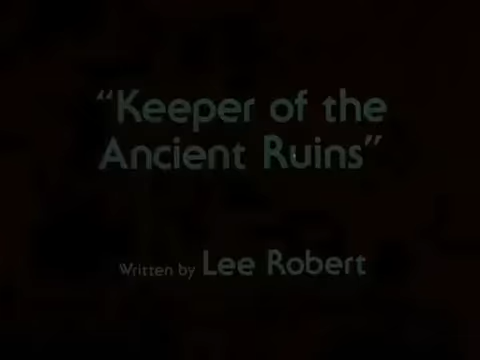 "Keeper of the
Ancient Ruins"
Written by Lee Robert